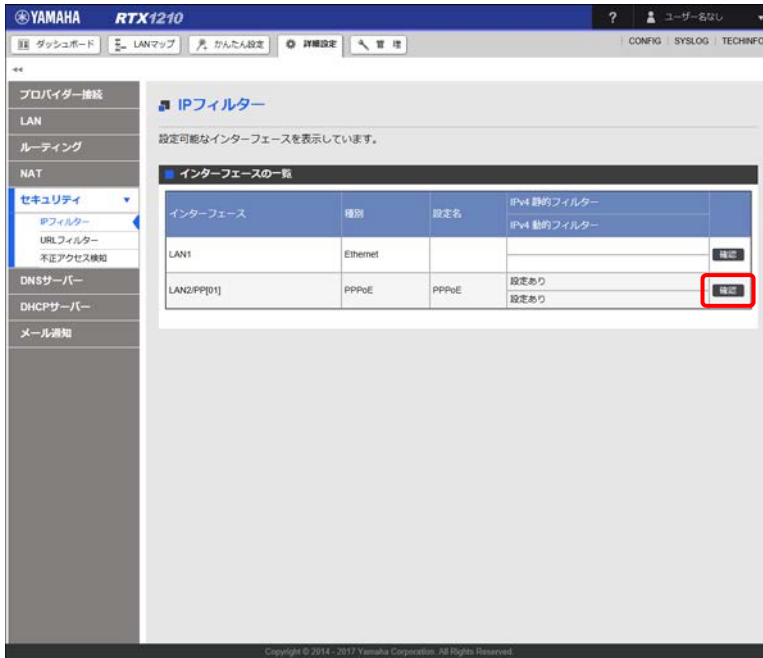 YAMAHA RTX1210 ? ユーザー名なし
ダッシュボード LANマップ かんたん設定 詳細設定 管理 CONFIG SYSLOG TECHINFO
プロバイダー接続
LAN
ルーティング
NAT
セキュリティ
IPフィルター
URLフィルター
不正アクセス検知
DNSサーバー
DHCPサーバー
メール通知
IPフィルター
設定可能なインターフェースを表示しています。
インターフェースの一覧
インターフェース 種別 設定名 IPv4 静的フィルター
IPv4 動的フィルター
LAN1 Ethernet 確認
LAN2/PP[01] PPPoE PPPoE 設定あり 確認
設定あり
Copyright © 2014 - 2017 Yamaha Corporation. All Rights Reserved.